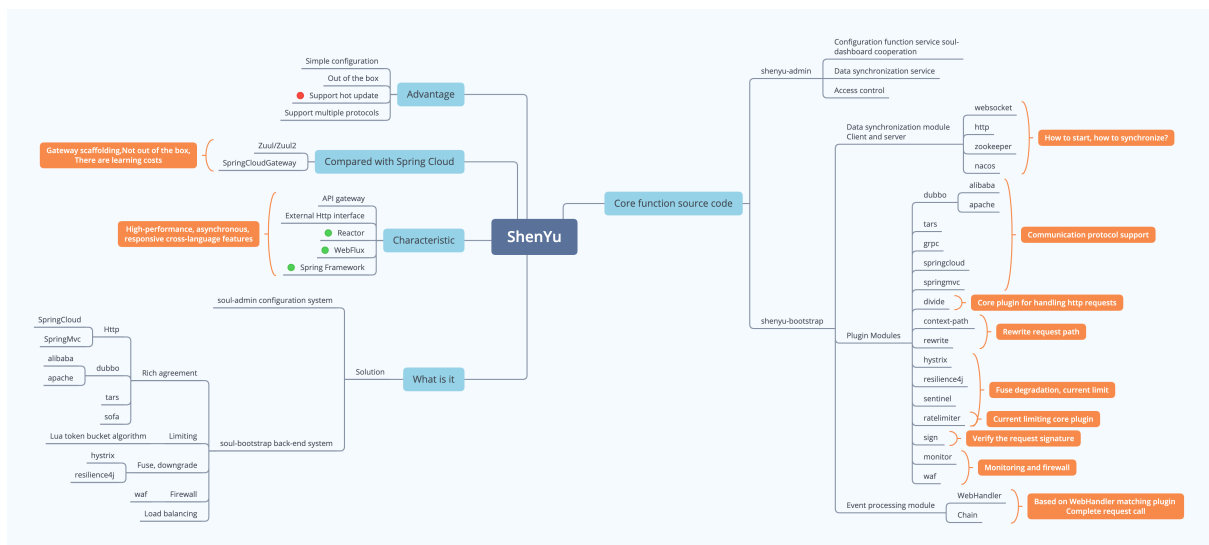 ShenYu
Advantage
Simple configuration
Out of the box
Support hot update
Support multiple protocols
Compared with Spring Cloud
Zuul/Zuul2
SpringCloudGateway
Gateway scaffolding,Not out of the box,
There are learning costs
Characteristic
API gateway
External Http interface
Reactor
WebFlux
Spring Framework
High-performance, asynchronous,
responsive cross-language features
What is it
Solution
soul-admin configuration system
soul-bootstrap back-end system
Rich agreement
Http
SpringCloud
SpringMvc
dubbo
alibaba
apache
tars
sofa
Limiting
Lua token bucket algorithm
Fuse, downgrade
hystrix
resilience4j
Firewall
waf
Load balancing
Core function source code
shenyu-admin
Configuration function service soul-
dashboard cooperation
Data synchronization service
Access control
shenyu-bootstrap
Data synchronization module
Client and server
websocket
http
zookeeper
nacos
How to start, how to synchronize?
Plugin Modules
dubbo
alibaba
apache
tars
grpc
springcloud
springmvc
Communication protocol support
divide
Core plugin for handling http requests
context-path
rewrite
Rewrite request path
hystrix
resilience4j
sentinel
ratelimiter
Fuse degradation, current limit
Current limiting core plugin
sign
Verify the request signature
monitor
waf
Monitoring and firewall
Event processing module
WebHandler
Chain
Based on WebHandler matching plugin
Complete request call